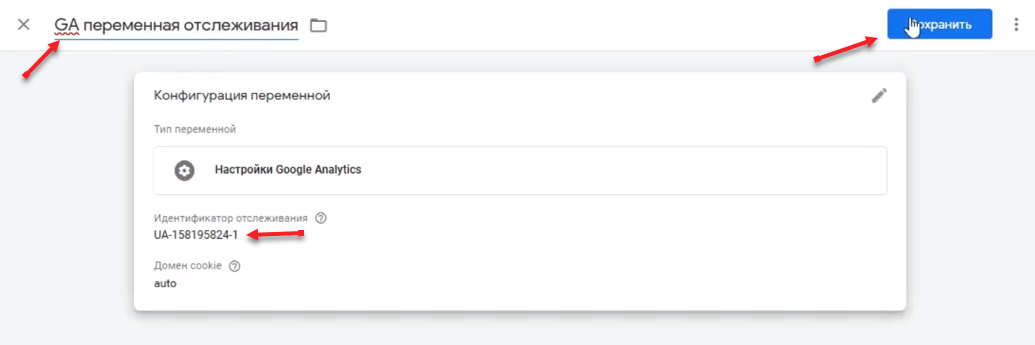 GA переменная отслеживания
Сохранить
Конфигурация переменной
Тип переменной
Настройки Google Analytics
Идентификатор отслеживания
UA-158195824-1
Домен cookie
auto